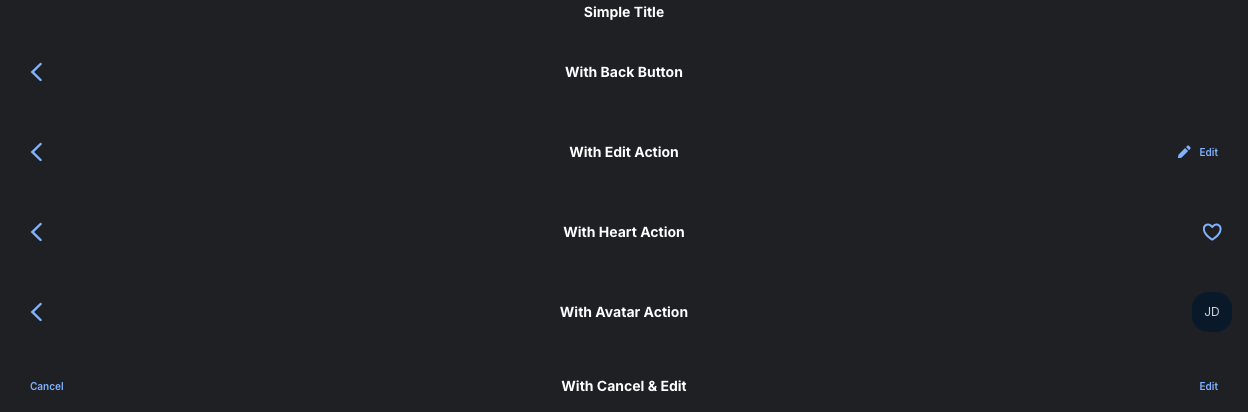 Simple Title
With Back Button
With Edit Action Edit
With Heart Action
With Avatar Action JD
Cancel With Cancel & Edit Edit